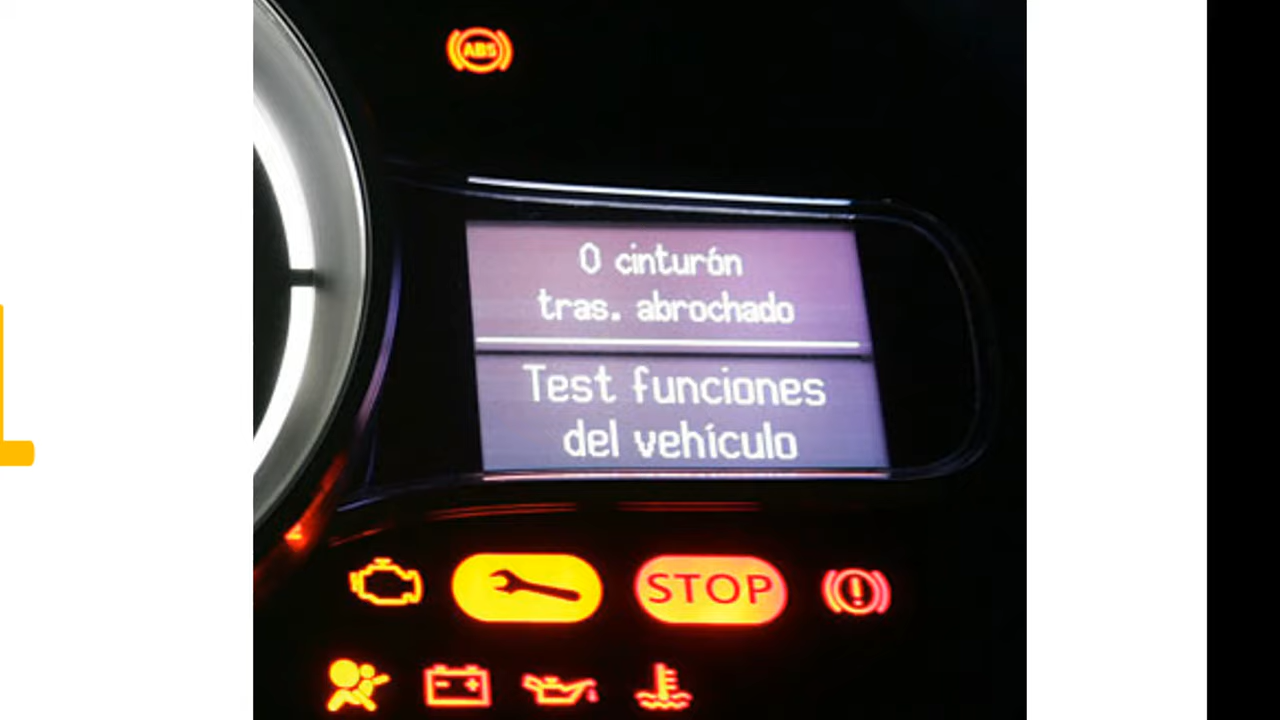 ABS
0 cinturón
tras. abrochado
Test funciones
del vehículo
STOP